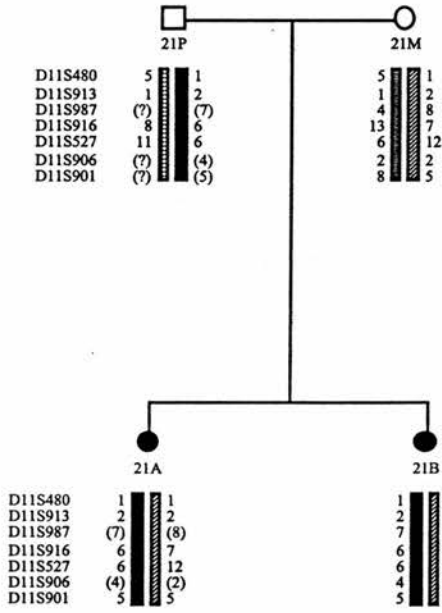 21P 21M
D11S480 5 1 5 1
D11S913 1 2 1 2
D11S987 (?) (7) 4 8
D11S916 8 6 13 7
D11S527 11 6 6 12
D11S906 (?) (4) 2 2
D11S901 (?) (5) 8 5
21A 21B
D11S480 1 1 1
D11S913 2 2 2
D11S987 (7) (8) 7
D11S916 6 7 6
D11S527 6 12 6
D11S906 (4) (2) 4
D11S901 5 5 5